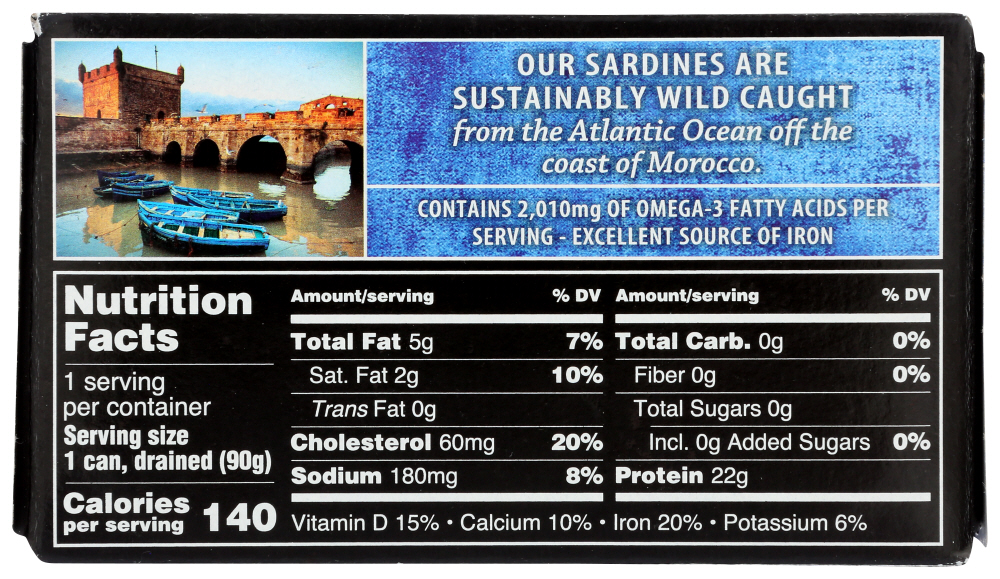 OUR SARDINES ARE
SUSTAINABLY WILD CAUGHT
from the Atlantic Ocean off the
coast of Morocco.
CONTAINS 2,010mg OF OMEGA-3 FATTY ACIDS PER
SERVING - EXCELLENT SOURCE OF IRON
Nutrition
Facts
1 serving
per container
Serving size
1 can, drained (90g)
Calories
per serving 140
Amount/serving % DV
Total Fat 5g 7%
Sat. Fat 2g 10%
Trans Fat 0g
Cholesterol 60mg 20%
Sodium 180mg 8%
Amount/serving % DV
Total Carb. 0g 0%
Fiber 0g 0%
Total Sugars 0g
Incl. 0g Added Sugars 0%
Protein 22g
Vitamin D 15% • Calcium 10% • Iron 20% • Potassium 6%